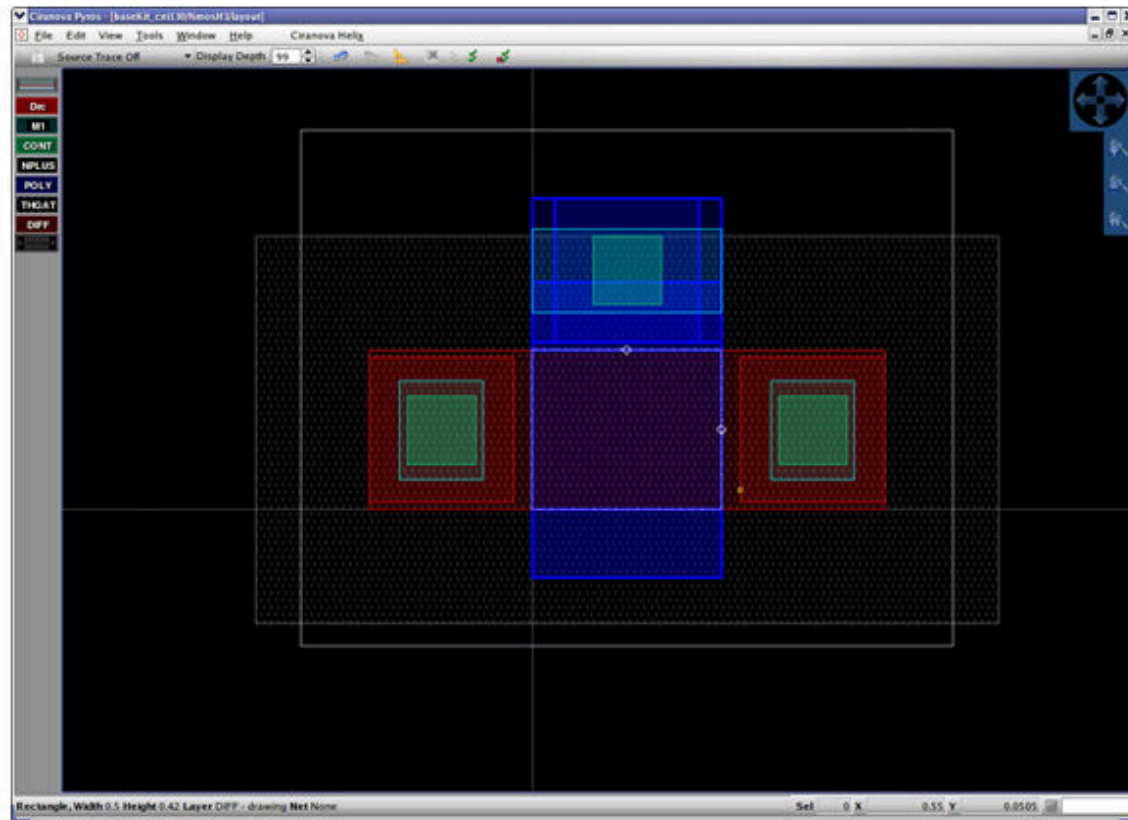 Ciranova Pyros - [baseKit_cni130/NmosH3/layout]
File Edit View Tools Window Help Ciranova Helix
Source Trace Off Display Depth 99
Drc
M1
CONT
NPLUS
POLY
THGAT
DIFF
Rectangle, Width 0.5 Height 0.42 Layer DIFF - drawing Net None Sel 0 X 0.55 Y 0.0505